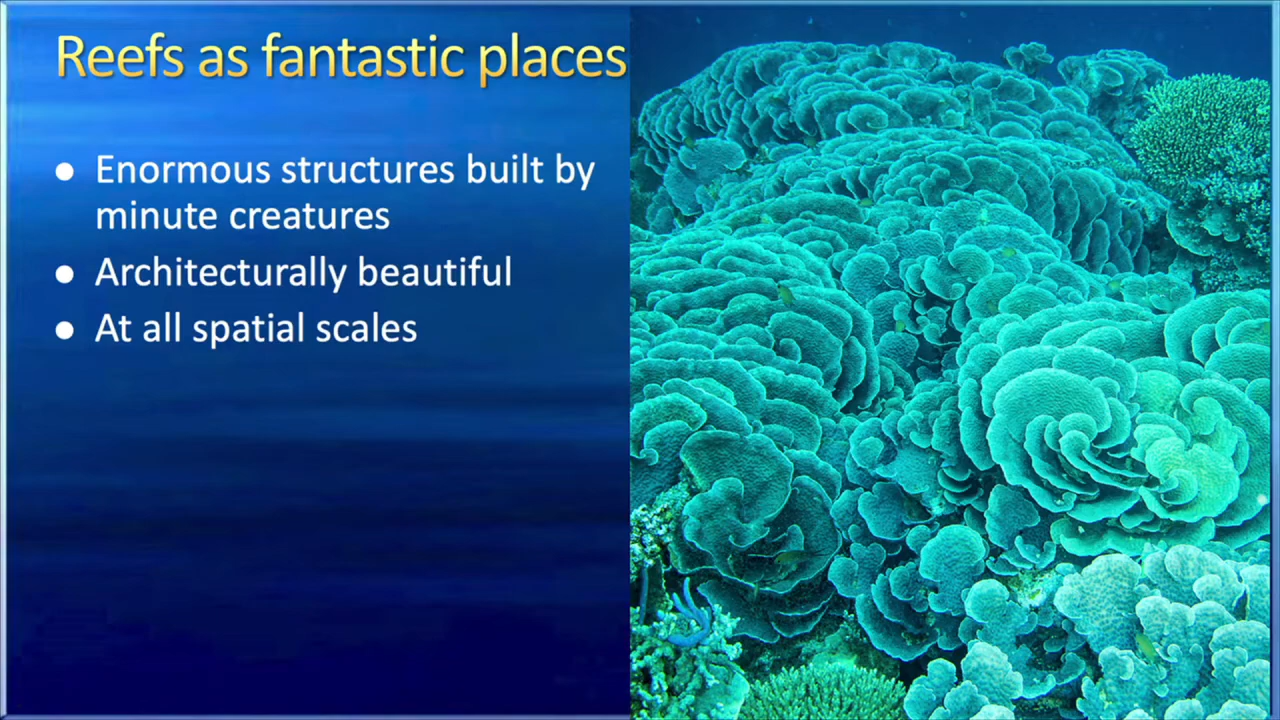 Reefs as fantastic places
● Enormous structures built by
minute creatures
● Architecturally beautiful
● At all spatial scales